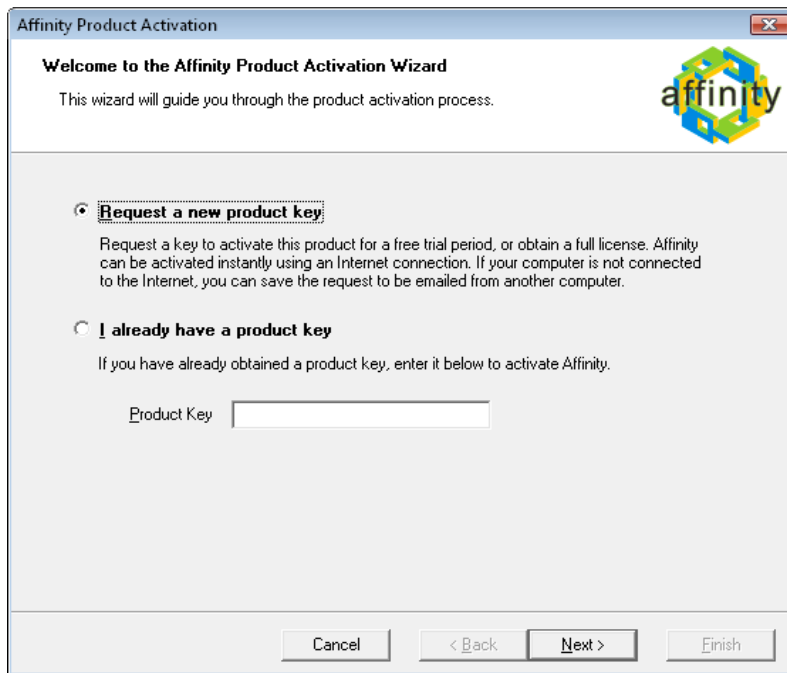 Affinity Product Activation
Welcome to the Affinity Product Activation Wizard
This wizard will guide you through the product activation process.
affinity
Request a new product key
Request a key to activate this product for a free trial period, or obtain a full license. Affinity
can be activated instantly using an Internet connection. If your computer is not connected
to the Internet, you can save the request to be emailed from another computer.
I already have a product key
If you have already obtained a product key, enter it below to activate Affinity.
Product Key
Cancel < Back Next > Finish